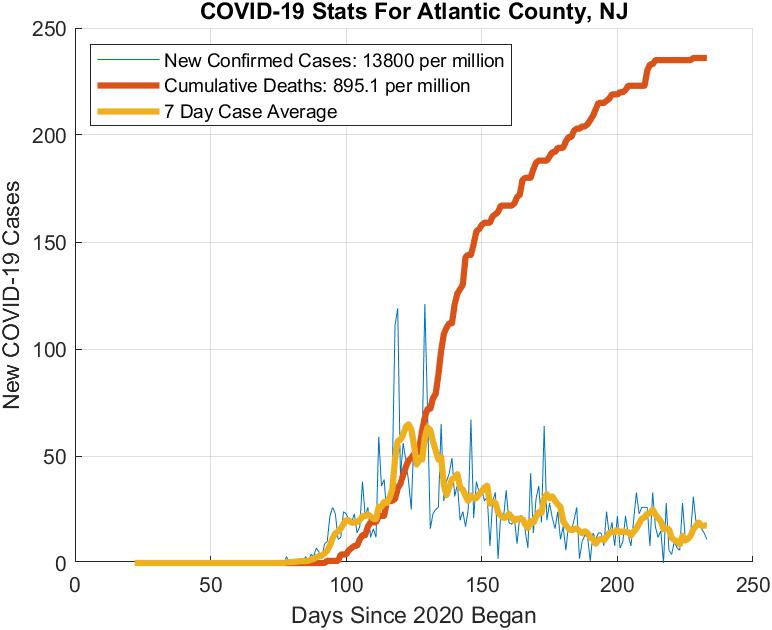 COVID-19 Stats For Atlantic County, NJ
250
New Confirmed Cases: 13800 per million
Cumulative Deaths: 895.1 per million
7 Day Case Average
200
150
100
50
0
New COVID-19 Cases
0 50 100 150 200 250
Days Since 2020 Began